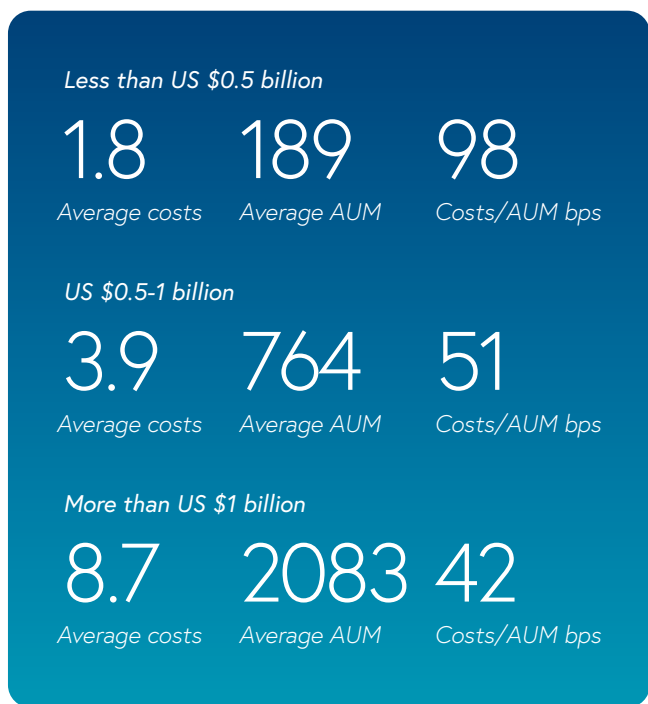 Less than US $0.5 billion
1.8 189 98
Average costs Average AUM Costs/AUM bps
US $0.5-1 billion
3.9 764 51
Average costs Average AUM Costs/AUM bps
More than US $1 billion
8.7 2083 42
Average costs Average AUM Costs/AUM bps